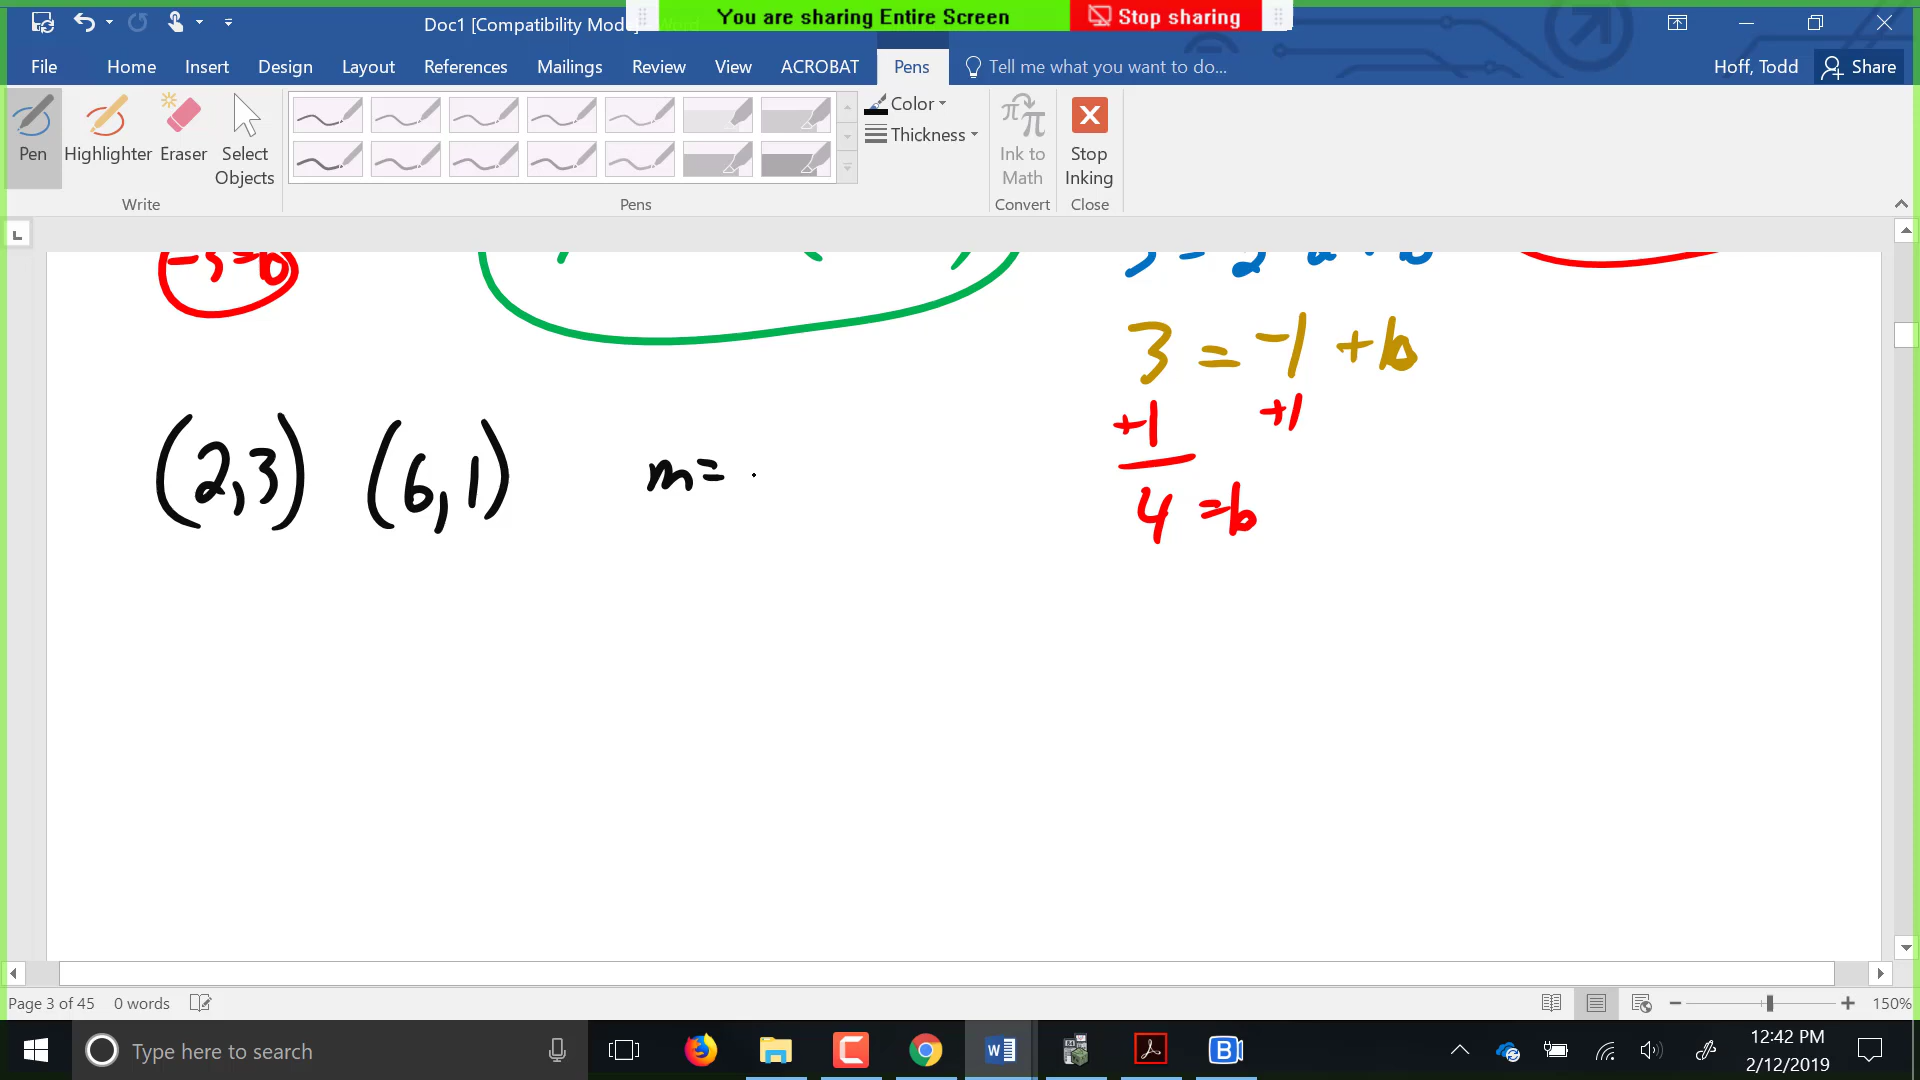 Doc1 [Compatibility Mod
You are sharing Entire Screen
Stop sharing
File Home Insert Design Layout References Mailings Review View ACROBAT Pens Tell me what you want to do... Hoff, Todd Share
Pen Highlighter Eraser Select Objects
Color
Thickness
Ink to Math
Stop Inking
Write Pens Convert Close
3 = -1 + b
+1 +1
(2,3) (6,1) m=
4 = b
Page 3 of 45 0 words 150%
Type here to search
12:42 PM
2/12/2019